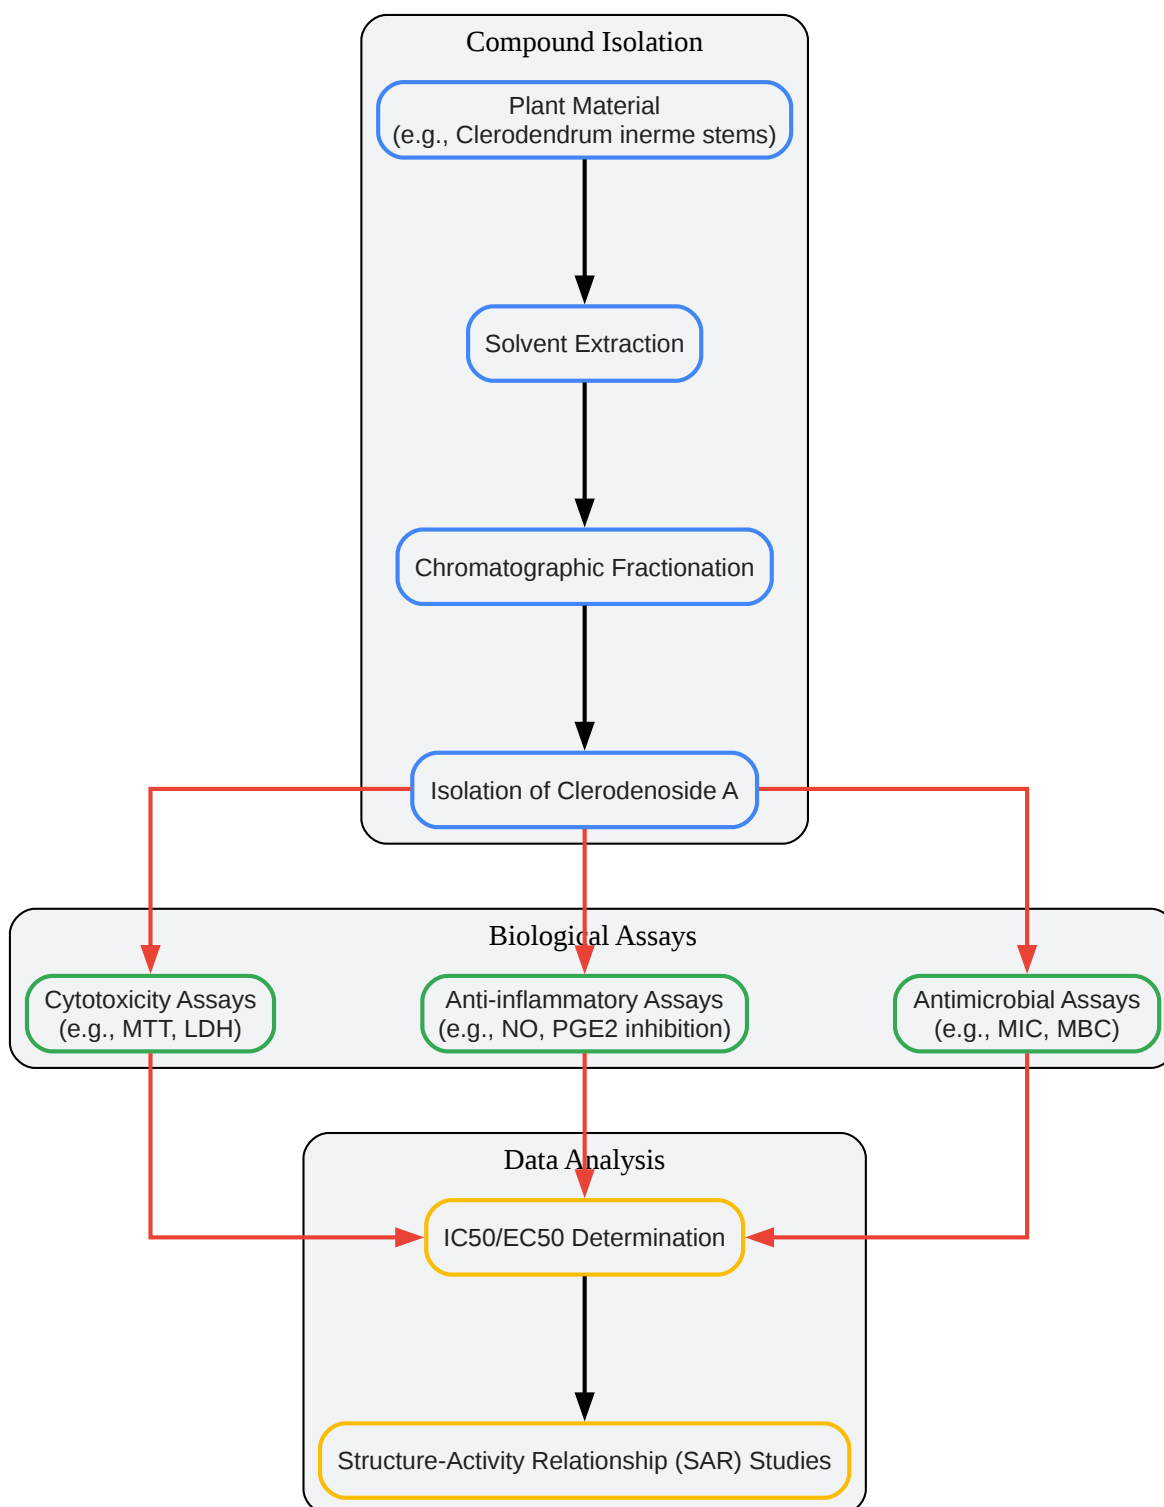 Compound Isolation
Plant Material
(e.g., Clerodendrum inerme stems)
Solvent Extraction
Chromatographic Fractionation
Isolation of Clerodenoside A
Biological Assays
Cytotoxicity Assays
(e.g., MTT, LDH)
Anti-inflammatory Assays
(e.g., NO, PGE2 inhibition)
Antimicrobial Assays
(e.g., MIC, MBC)
Data Analysis
IC50/EC50 Determination
Structure-Activity Relationship (SAR) Studies